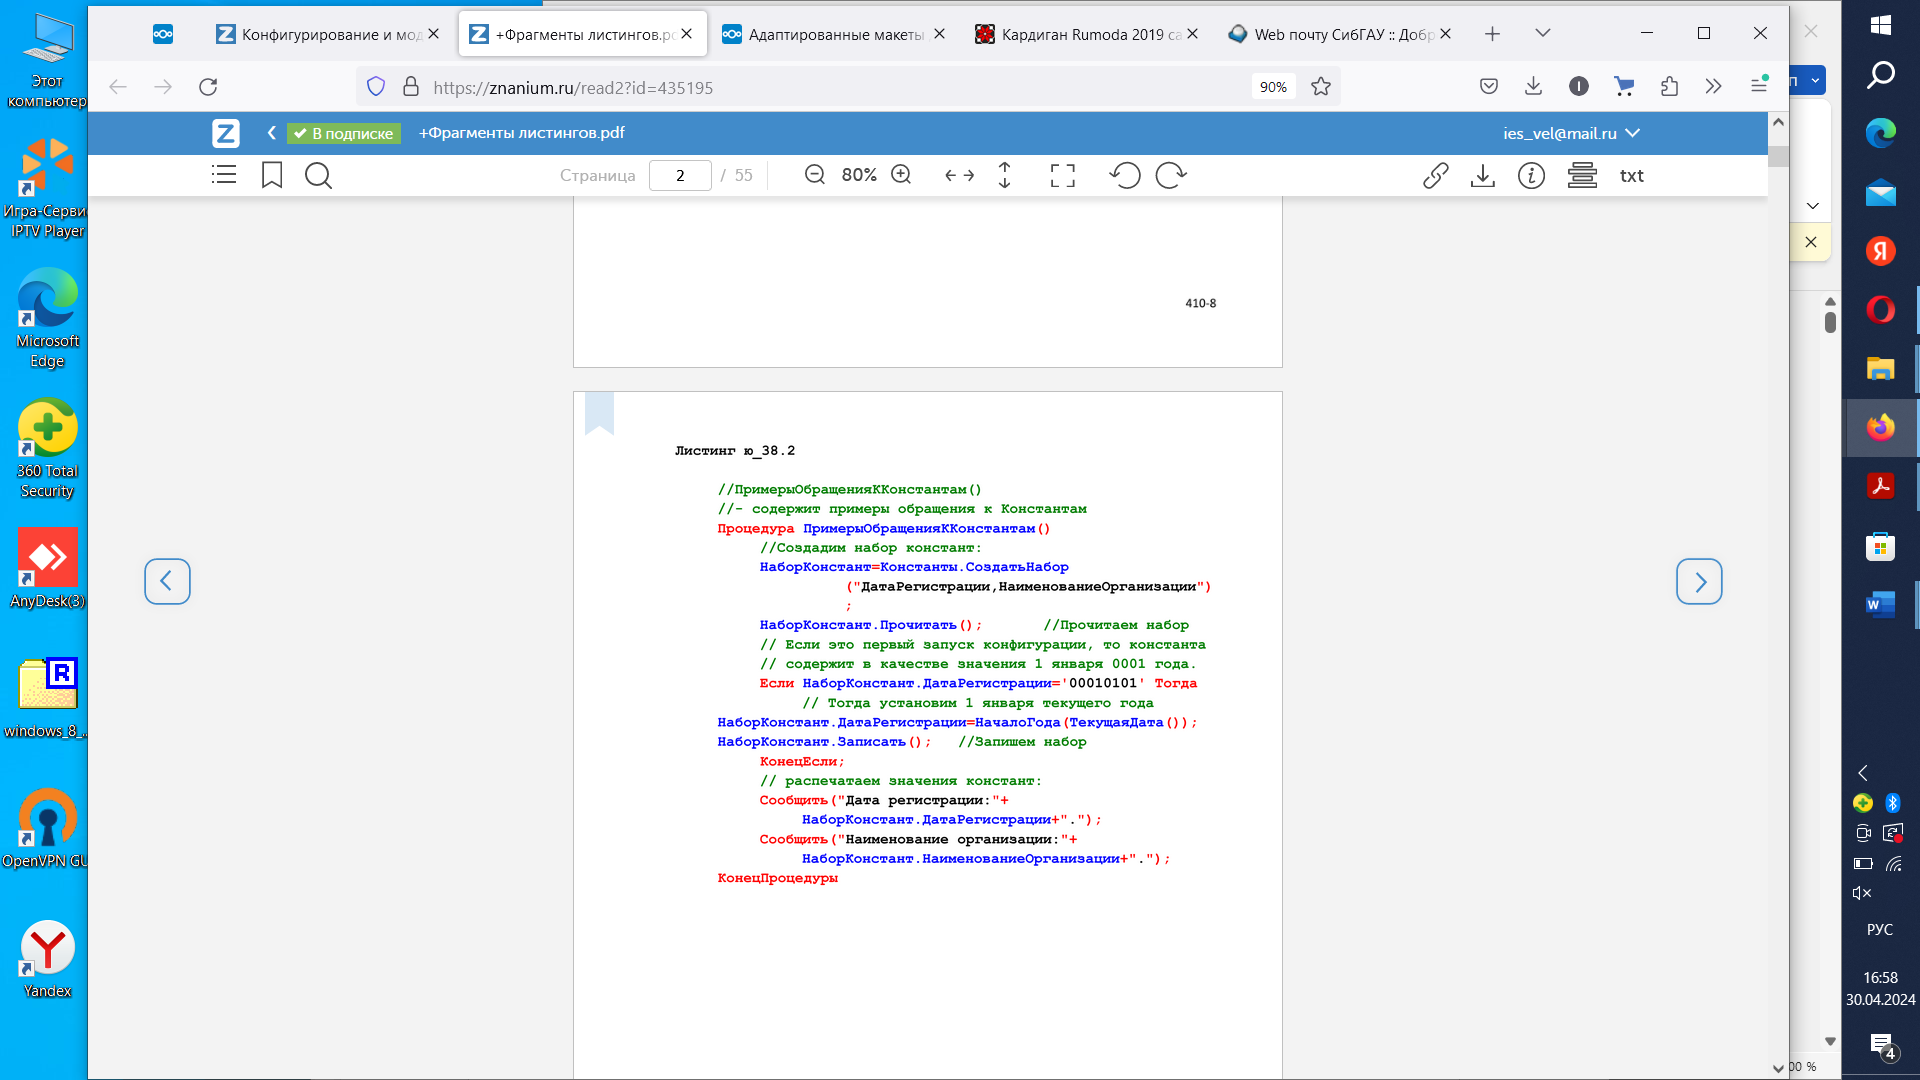 Этот
компьютер
Игра-Серви
IPTV Player
Microsoft
Edge
360 Total
Security
AnyDesk(3)
R
windows_8_...
OpenVPN GU
Yandex
Конфигурирование и мод
+Фрагменты листингов.pd
Адаптированные макеты
Кардиган Rumoda 2019 са
Web почту СибГАУ :: Добр
https://znanium.ru/read2?id=435195
90%
В подписке
+Фрагменты листингов.pdf
ies_vel@mail.ru
Страница 2 / 55
80%
txt
410-8
Листинг ю_38.2
//ПримерыОбращенияККонстантам()
//- содержит примеры обращения к Константам
Процедура ПримерыОбращенияККонстантам()
//Создадим набор констант:
НаборКонстант=Константы.СоздатьНабор
("ДатаРегистрации,НаименованиеОрганизации")
;
НаборКонстант.Прочитать(); //Прочитаем набор
// Если это первый запуск конфигурации, то константа
// содержит в качестве значения 1 января 0001 года.
Если НаборКонстант.ДатаРегистрации='00010101' Тогда
// Тогда установим 1 января текущего года
НаборКонстант.ДатаРегистрации=НачалоГода(ТекущаяДата());
НаборКонстант.Записать(); //Запишем набор
КонецЕсли;
// распечатаем значения констант:
Сообщить("Дата регистрации:"+
НаборКонстант.ДатаРегистрации+".");
Сообщить("Наименование организации:"+
НаборКонстант.НаименованиеОрганизации+".");
КонецПроцедуры
п
00 %
РУС
16:58
30.04.2024
4